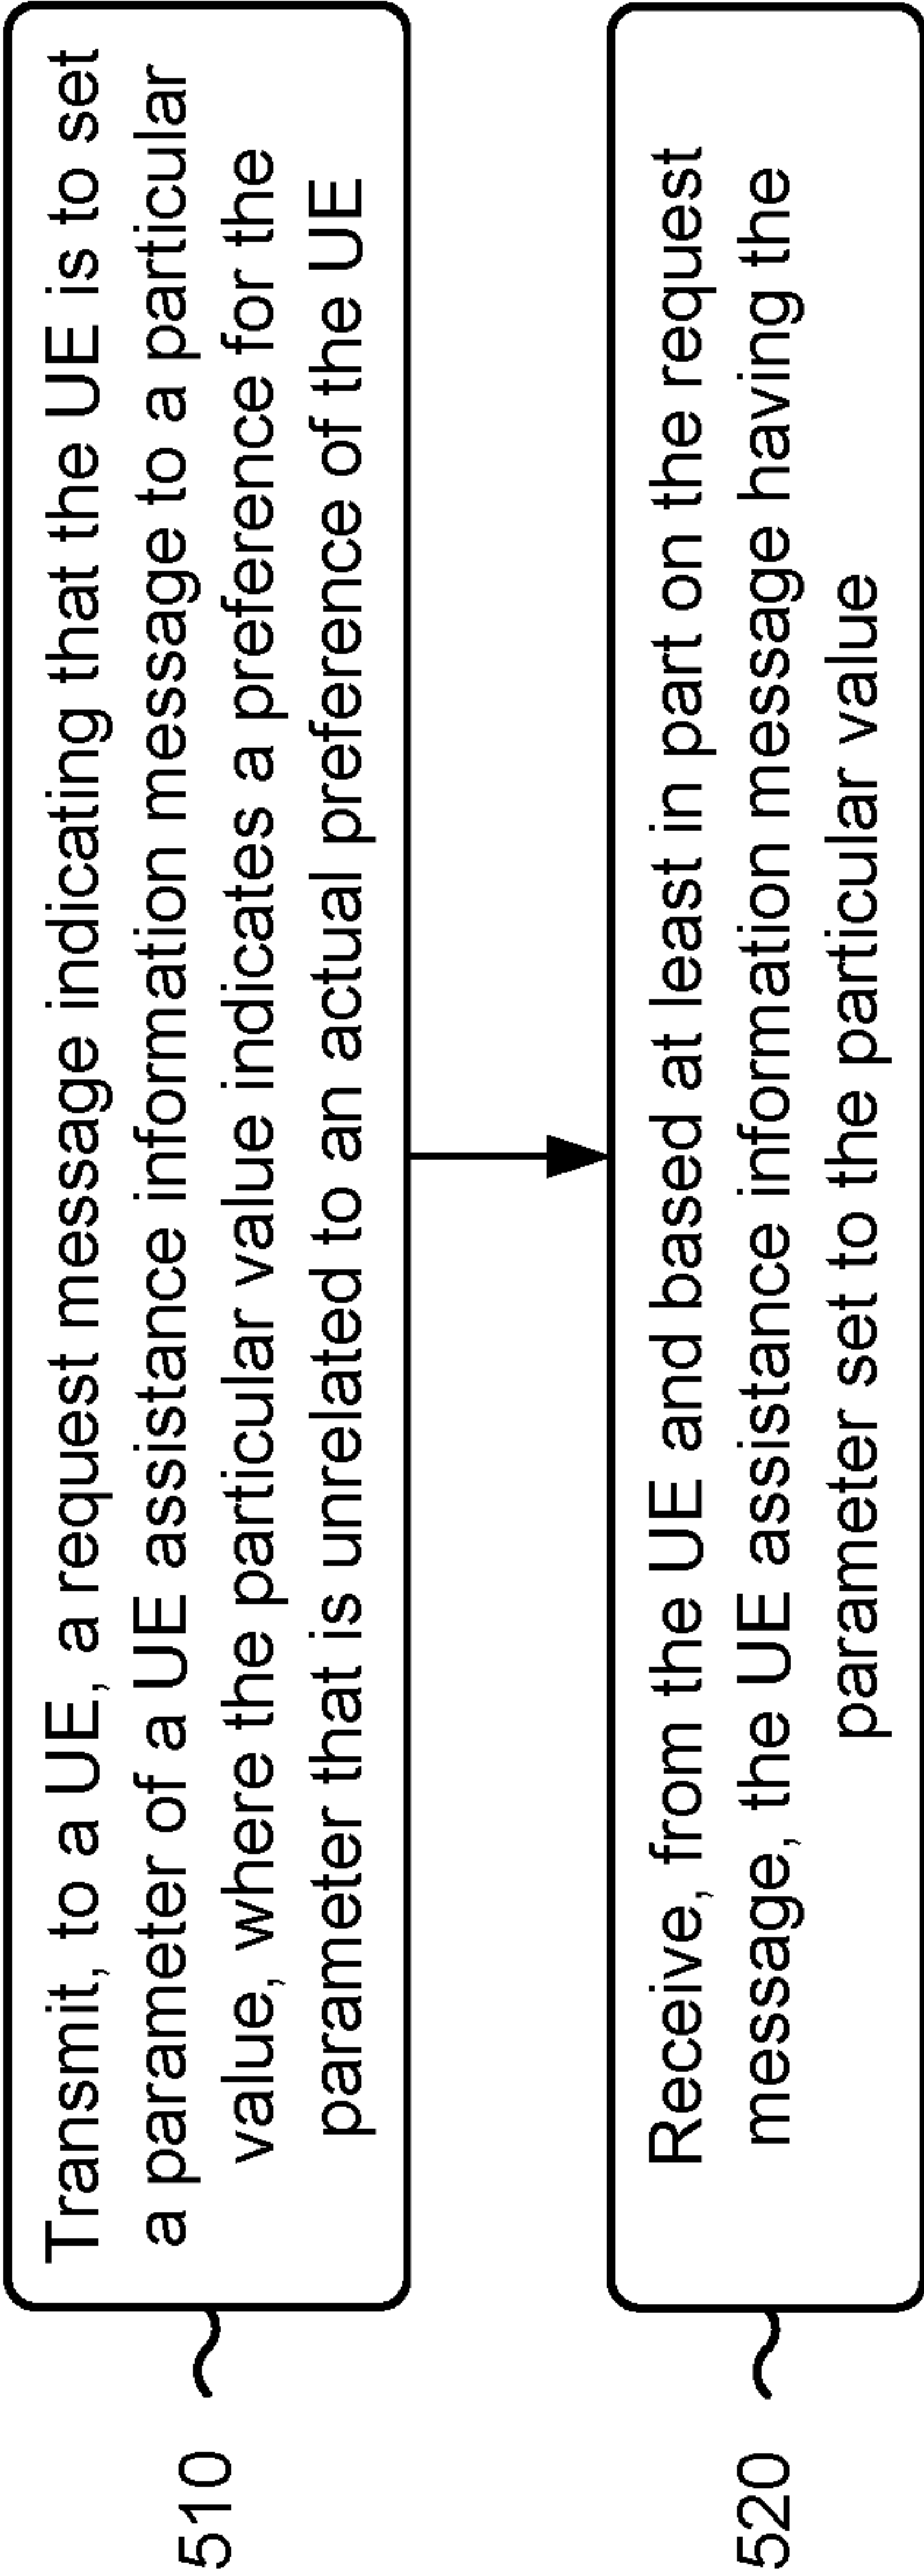 510
Transmit, to a UE, a request message indicating that the UE is to set
a parameter of a UE assistance information message to a particular
value, where the particular value indicates a preference for the
parameter that is unrelated to an actual preference of the UE
520
Receive, from the UE and based at least in part on the request
message, the UE assistance information message having the
parameter set to the particular value